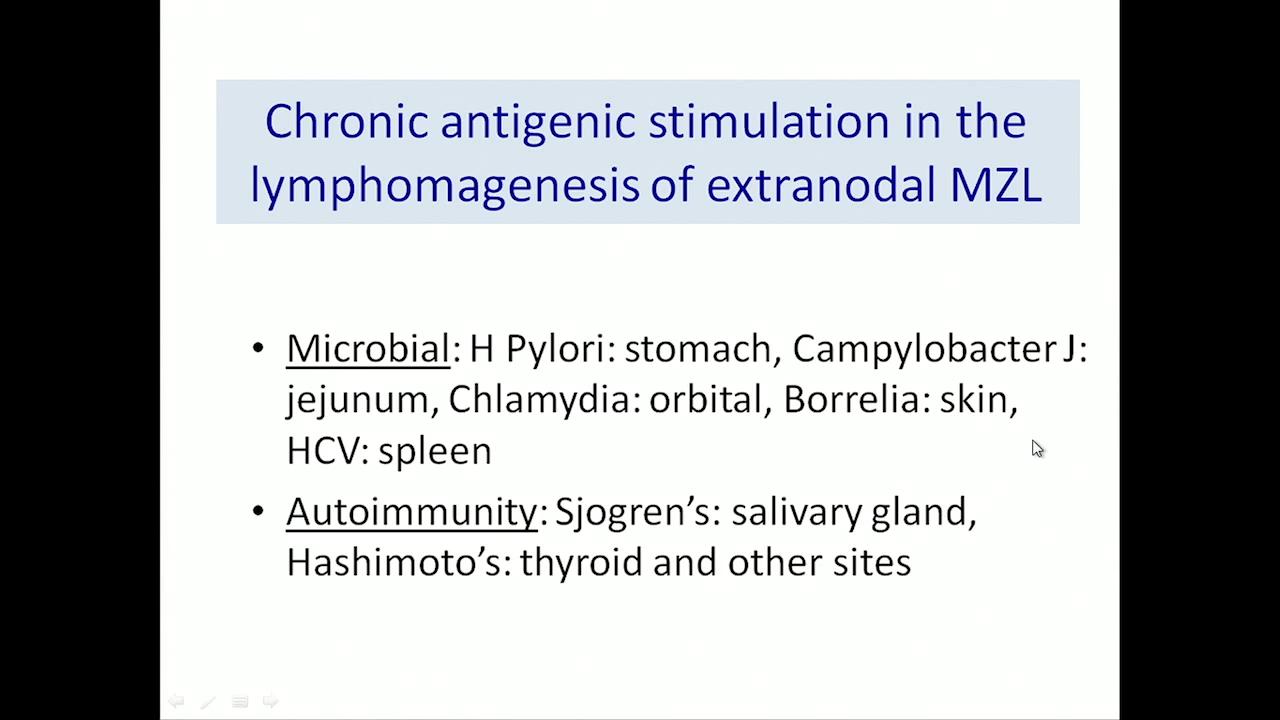 Chronic antigenic stimulation in the
lymphomagenesis of extranodal MZL
• Microbial: H Pylori: stomach, Campylobacter J:
jejunum, Chlamydia: orbital, Borrelia: skin,
HCV: spleen
• Autoimmunity: Sjogren’s: salivary gland,
Hashimoto’s: thyroid and other sites